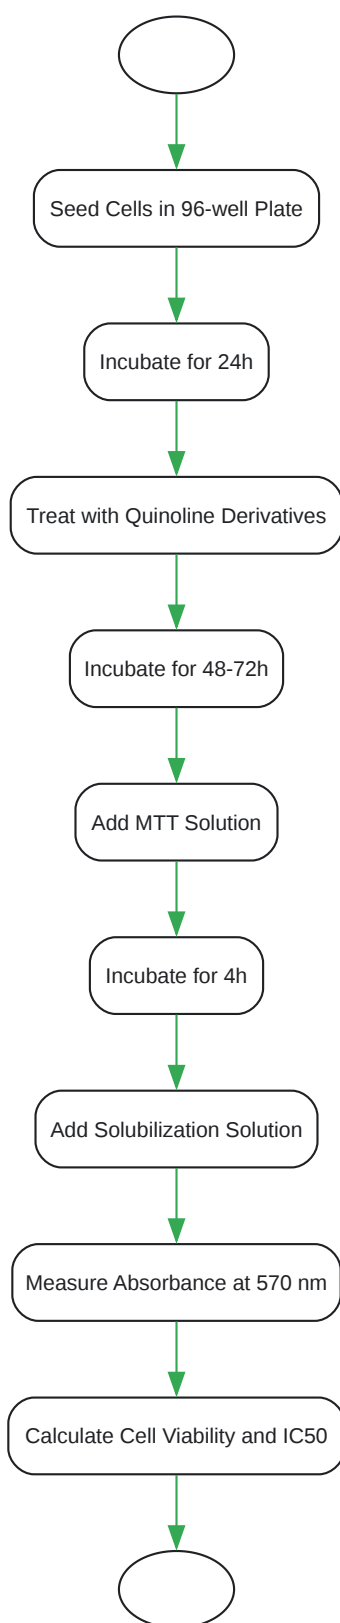 Seed Cells in 96-well Plate
Incubate for 24h
Treat with Quinoline Derivatives
Incubate for 48-72h
Add MTT Solution
Incubate for 4h
Add Solubilization Solution
Measure Absorbance at 570 nm
Calculate Cell Viability and IC50